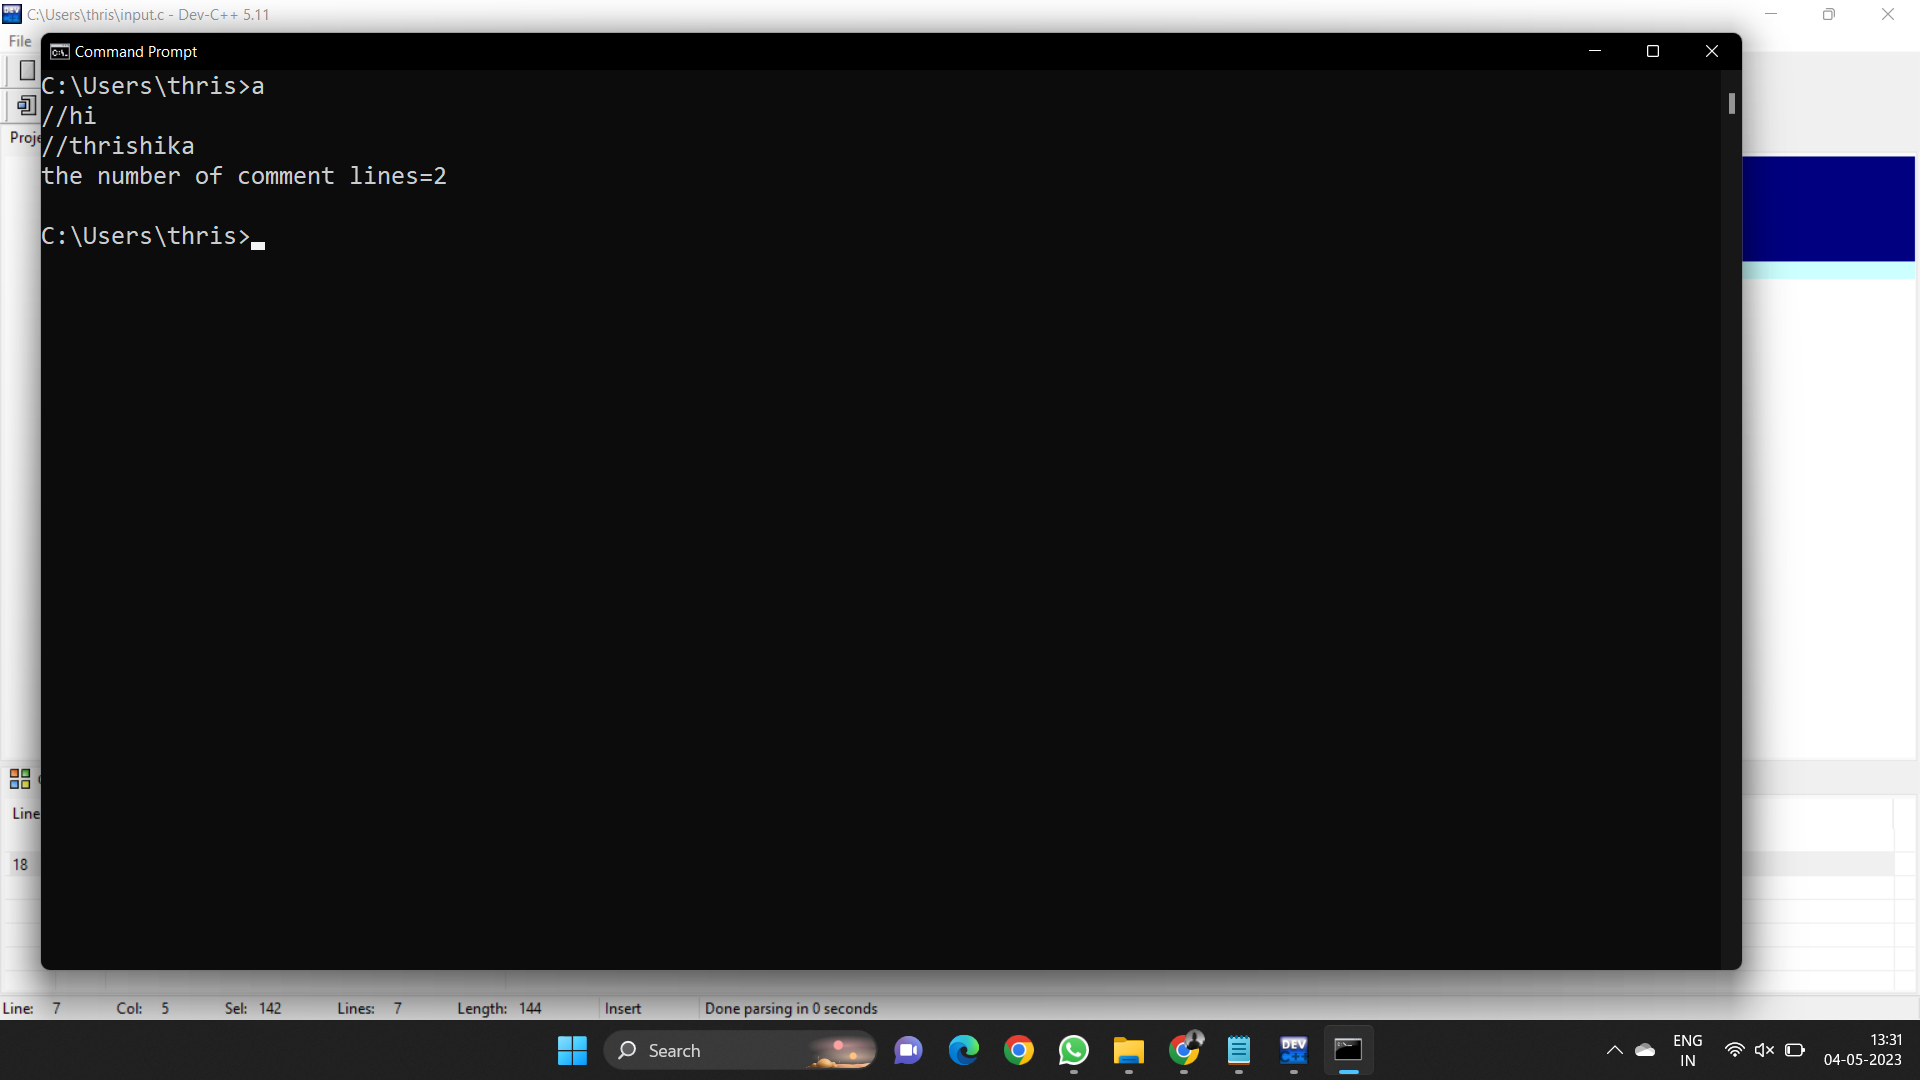 C:\Users\thris\input.c - Dev-C++ 5.11
File
Command Prompt
C:\Users\thris>a
//hi
//thrishika
the number of comment lines=2
C:\Users\thris>
Proje
Line
18
Line: 7 Col: 5 Sel: 142 Lines: 7 Length: 144 Insert Done parsing in 0 seconds
Search
DEV
ENG
IN
13:31
04-05-2023